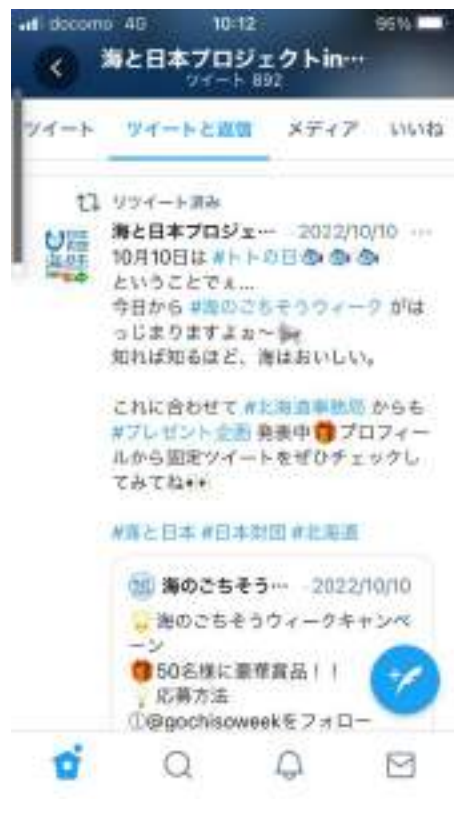 docomo 4G 10:12 95%
海と日本プロジェクトin…
ツイート 892
ツイート ツイートと返信 メディア いいね
リツイート済み
海と日本プロジェ… · 2022/10/10 …
10月10日は #トトの日🐟🐟🐟
ということでぇ...
今日から #海のごちそうウィーク がは
っじまりますよぉ〜
知れば知るほど、海はおいしい。
これに合わせて #北海道事務局 からも
#プレゼント企画 発表中🎁プロフィー
ルから固定ツイートをぜひチェックし
てみてね👀
#海と日本 #日本財団 #北海道
海のごちそう… · 2022/10/10
💡海のごちそうウィークキャンペ
ーン
🎁50名様に豪華賞品！！
💡応募方法
①@gochisoweekをフォロー